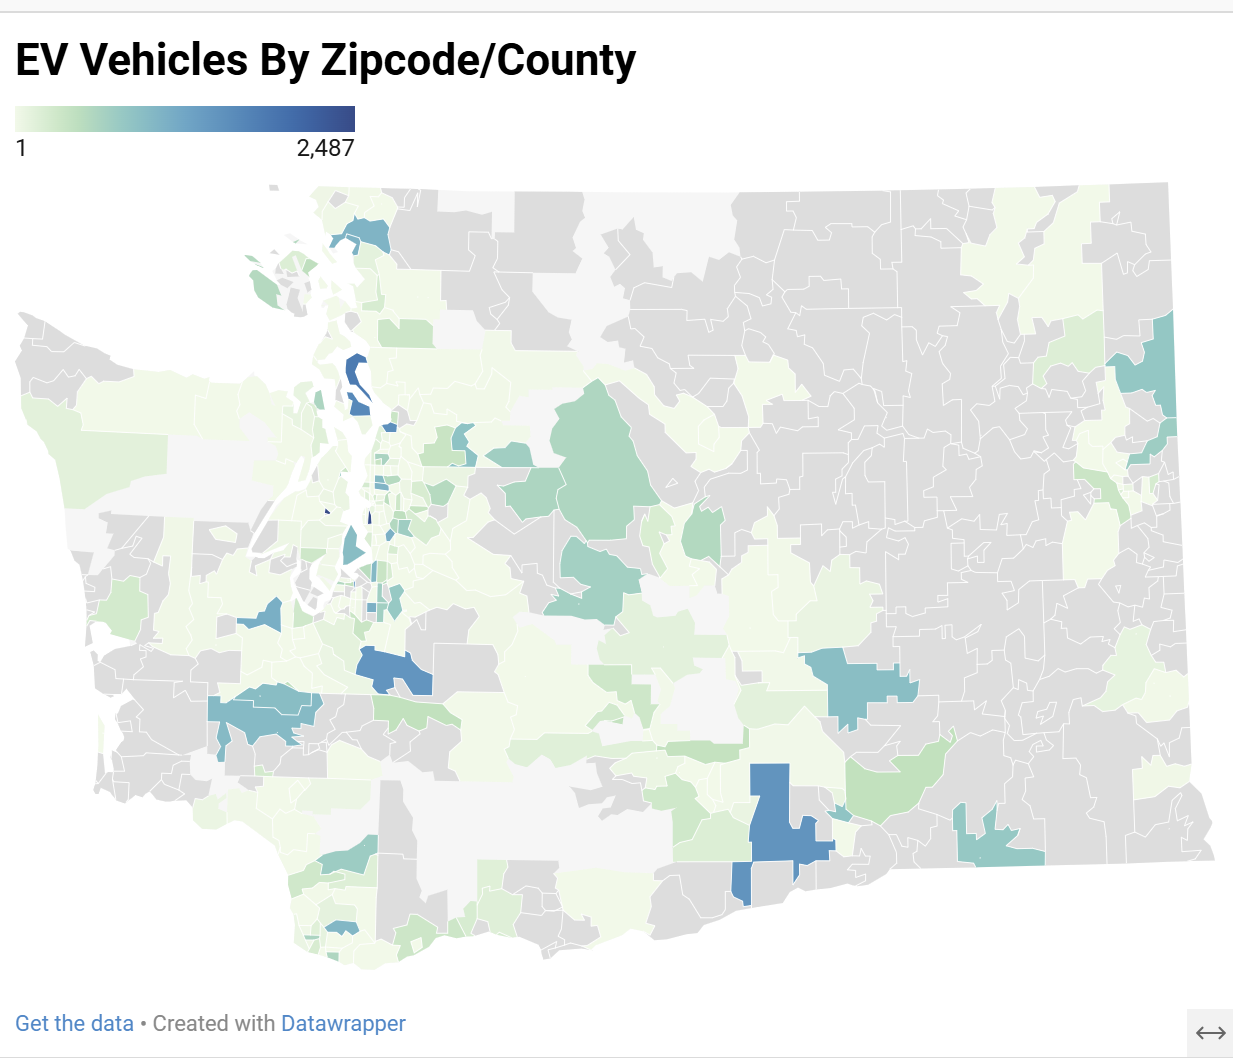 EV Vehicles By Zipcode/County
1 2,487
Get the data • Created with Datawrapper